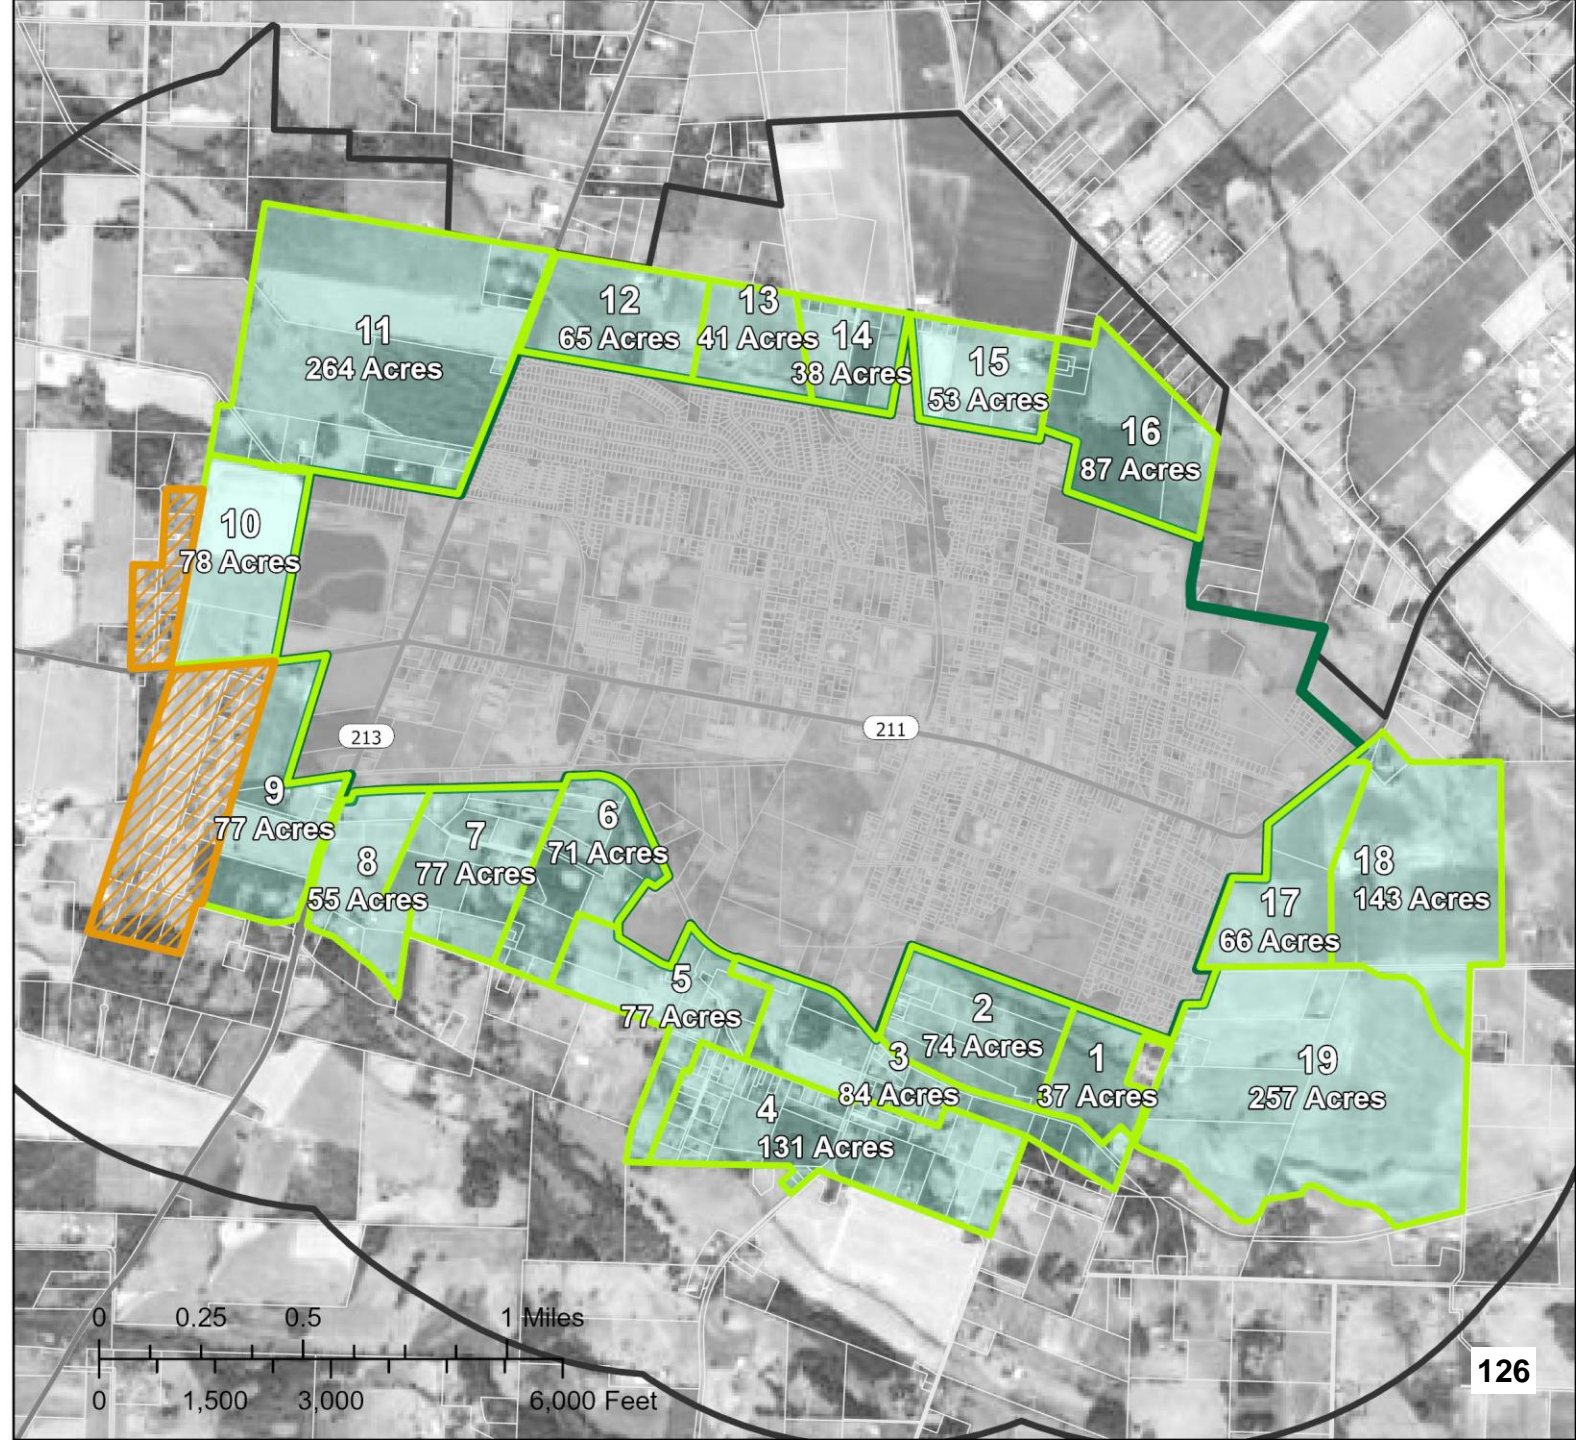 11
264 Acres
12
65 Acres
13
41 Acres
14
38 Acres
15
53 Acres
16
87 Acres
10
78 Acres
213
211
9
77 Acres
8
55 Acres
7
77 Acres
6
71 Acres
5
77 Acres
4
131 Acres
3
84 Acres
2
74 Acres
1
37 Acres
17
66 Acres
18
143 Acres
19
257 Acres
0 0.25 0.5 1 Miles
0 1,500 3,000 6,000 Feet
126